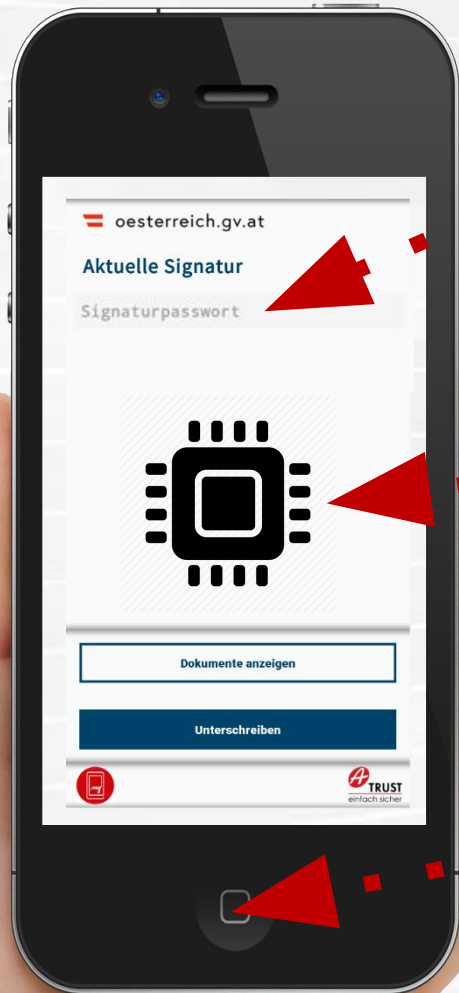 oesterreich.gv.at
Aktuelle Signatur
Signaturpasswort
Dokumente anzeigen
Unterschreiben
A TRUST
einfach sicher